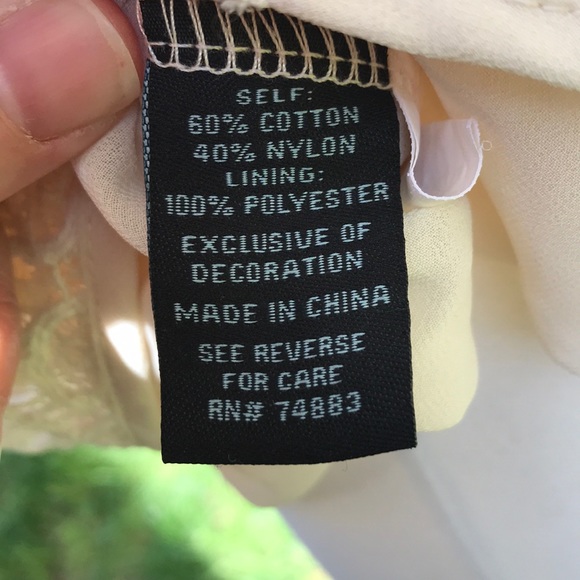 SELF:
60% COTTON
40% NYLON
LINING:
100% POLYESTER
EXCLUSIVE OF
DECORATION
MADE IN CHINA
SEE REVERSE
FOR CARE
RN# 74883